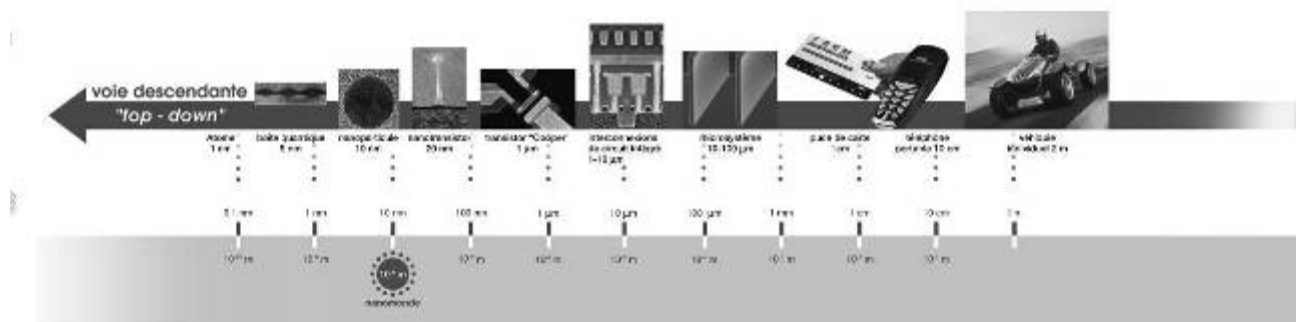 voie descendante
"top - down"
Atome
1 nm
boîte quantique
5 nm
nanoparticule
10 nm
nanotransistor
20 nm
transistor "Cooper"
1 µm
interconnexions
de circuit intégré
1-10 µm
microsystème
10-100 µm
puce de carte
1 cm
téléphone
portable 10 cm
véhicule
individuel 2 m
0,1 nm
1 nm
10 nm
100 nm
1 µm
10 µm
100 µm
1 mm
1 cm
10 cm
nanomonde